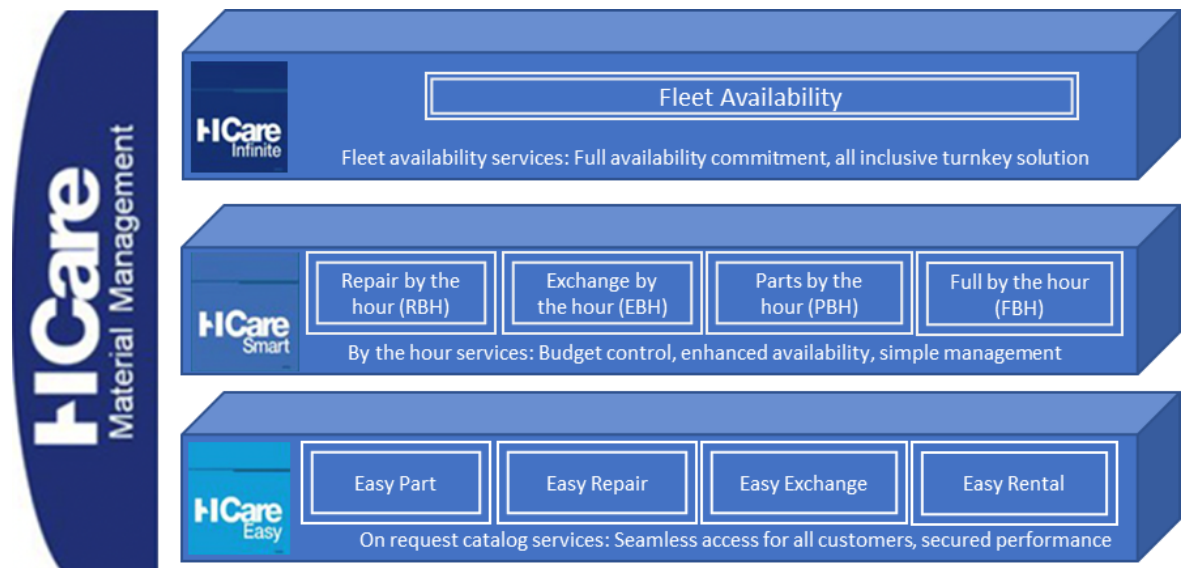 HCare
Material Management
HCare
Infinite
Fleet Availability
Fleet availability services: Full availability commitment, all inclusive turnkey solution
HCare
Smart
Repair by the
hour (RBH)
Exchange by
the hour (EBH)
Parts by the
hour (PBH)
Full by the hour
(FBH)
By the hour services: Budget control, enhanced availability, simple management
HCare
Easy
Easy Part
Easy Repair
Easy Exchange
Easy Rental
On request catalog services: Seamless access for all customers, secured performance